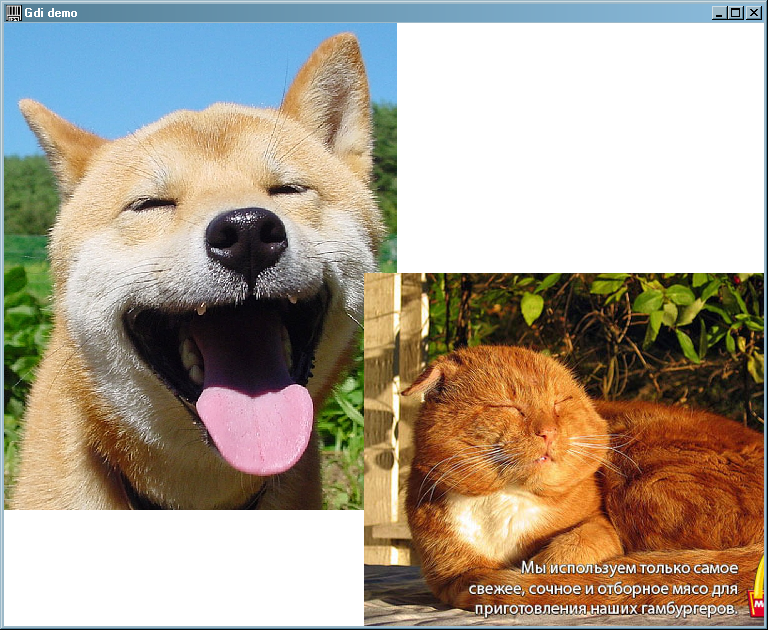 Gdi demo
Мы используем только самое
свежее, сочное и отборное мясо для
приготовления наших гамбургеров.
М